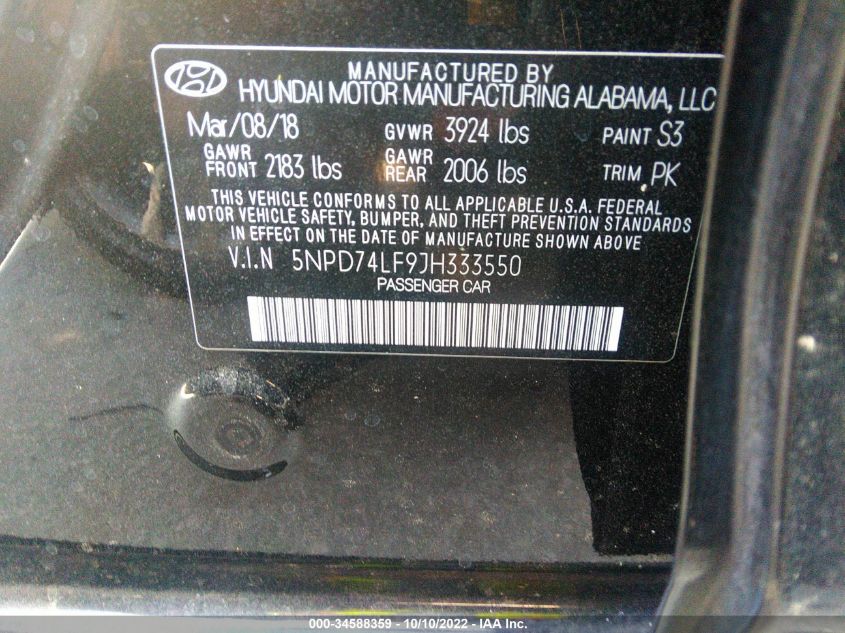 MANUFACTURED BY
HYUNDAI MOTOR MANUFACTURING ALABAMA, LLC
Mar/08/18 GVWR 3924 lbs PAINT S3
GAWR FRONT 2183 lbs GAWR REAR 2006 lbs TRIM PK
THIS VEHICLE CONFORMS TO ALL APPLICABLE U.S.A. FEDERAL
MOTOR VEHICLE SAFETY, BUMPER, AND THEFT PREVENTION STANDARDS
IN EFFECT ON THE DATE OF MANUFACTURE SHOWN ABOVE
V.I.N 5NPD74LF9JH333550
PASSENGER CAR
000-34588359 - 10/10/2022 - IAA Inc.